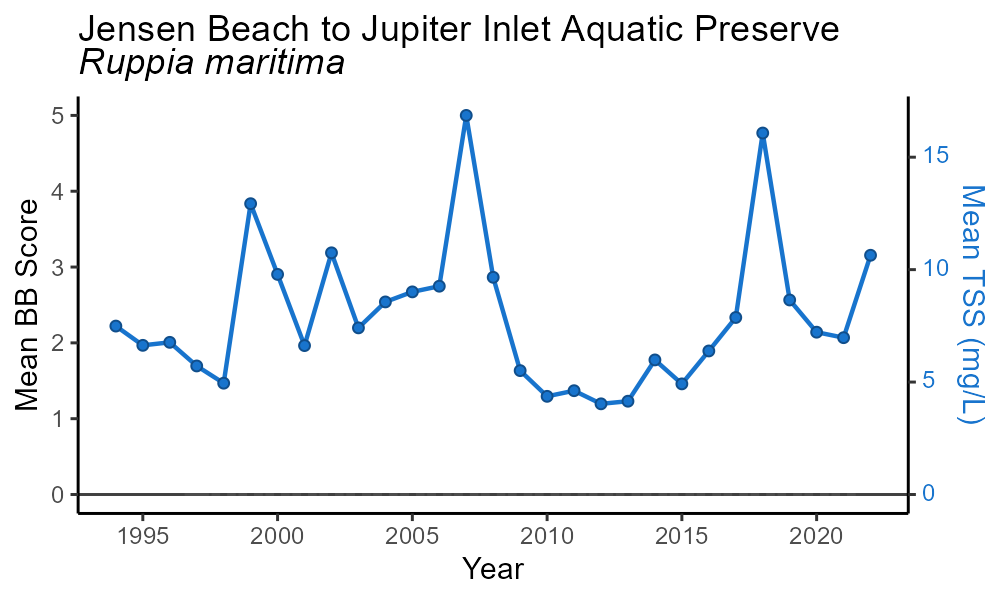 Jensen Beach to Jupiter Inlet Aquatic Preserve
Ruppia maritima
Mean BB Score
5
4
3
2
1
0
15
10
5
0
Mean TSS (mg/L)
1995 2000 2005 2010 2015 2020
Year